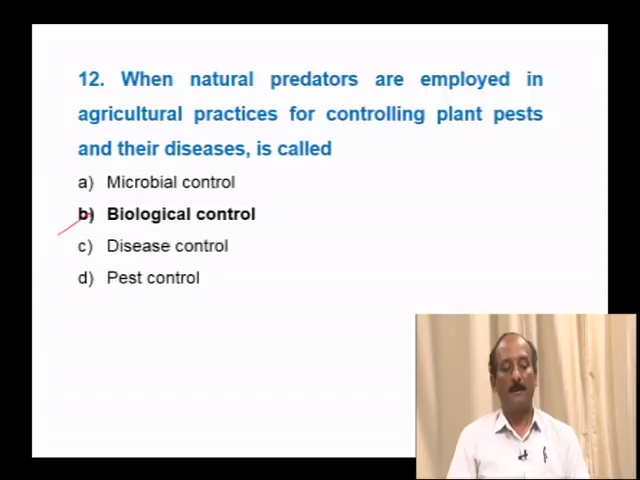 12. When natural predators are employed in
agricultural practices for controlling plant pests
and their diseases, is called
a) Microbial control
b) Biological control
c) Disease control
d) Pest control